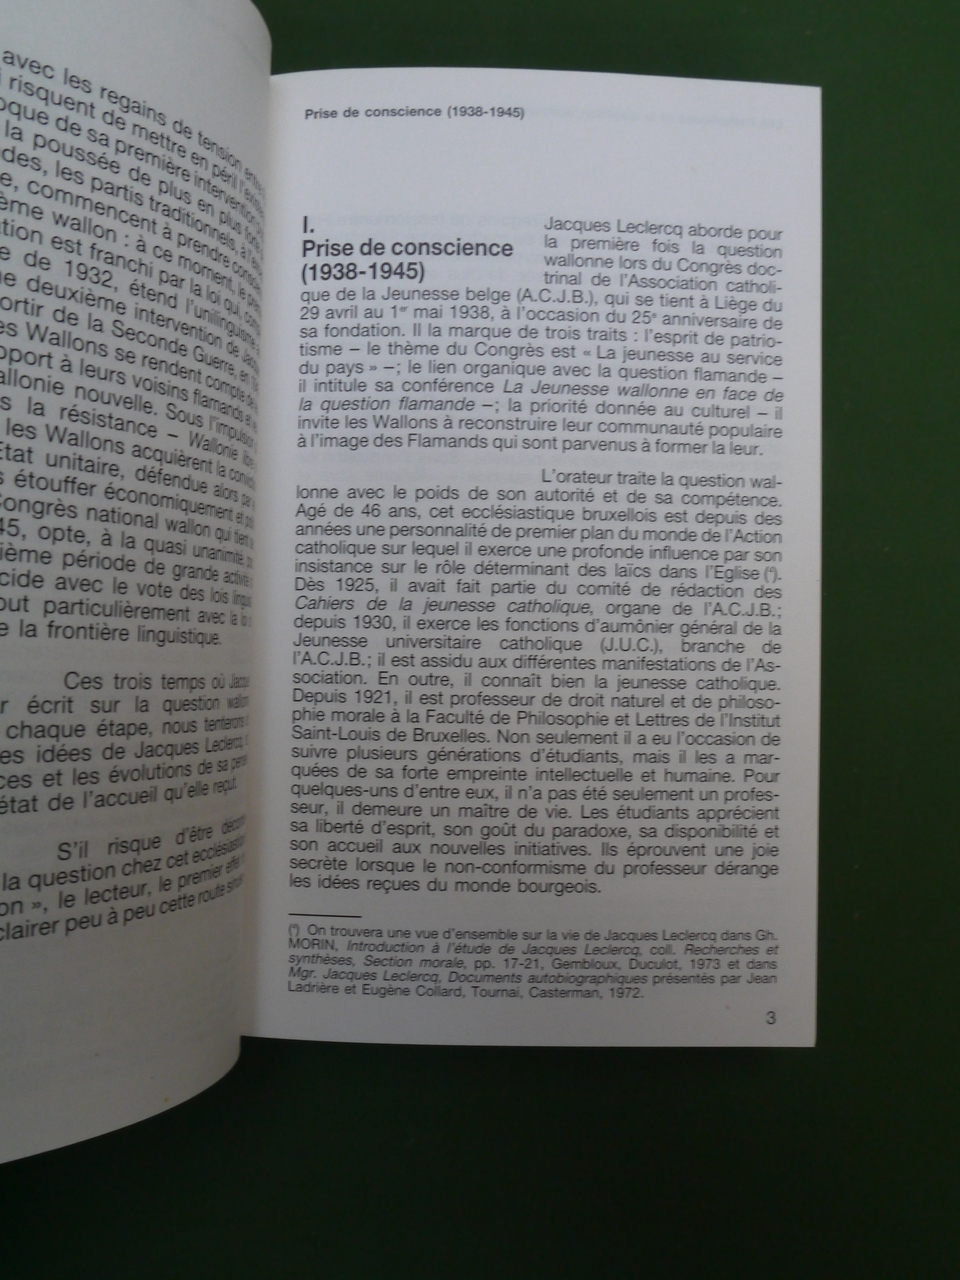 avec les regains de tension entre
risquent de mettre en péril
de sa première intervention
la poussée de plus en plus
les partis traditionnels, à
commencent à prendre
wallon : à ce moment, le
est franchi par la loi qui,
de 1932, étend l'unilinguisme
deuxième intervention de
sortir de la Seconde Guerre, en
Wallons se rendent compte de
à leurs voisins flamands et
nouvelle. Sous l'impulsion
la résistance – Wallonie
les Wallons acquièrent la
État unitaire, défendue alors par
étouffer économiquement et
Congrès national wallon qui
opte, à la quasi unanimité,
période de grande activité
avec le vote des lois
particulièrement avec la
la frontière linguistique.
Ces trois temps où
écrit sur la question
chaque étape, nous tenterons
idées de Jacques Leclercq,
et les évolutions de sa
état de l'accueil qu'elle reçut.
S'il risque d'être
la question chez cet
», le lecteur, le premier
peu à peu cette route
Prise de conscience (1938-1945)
I.
Prise de conscience
(1938-1945)
Jacques Leclercq aborde pour
la première fois la question
wallonne lors du Congrès doc-
trinal de l'Association catholi-
que de la Jeunesse belge (A.C.J.B.), qui se tient à Liège du
29 avril au 1er mai 1938, à l'occasion du 25e anniversaire de
sa fondation. Il la marque de trois traits : l'esprit de patrio-
tisme – le thème du Congrès est « La jeunesse au service
du pays » –; le lien organique avec la question flamande –
il intitule sa conférence La Jeunesse wallonne en face de
la question flamande –; la priorité donnée au culturel – il
invite les Wallons à reconstruire leur communauté populaire
à l'image des Flamands qui sont parvenus à former la leur.
L'orateur traite la question wal-
lonne avec le poids de son autorité et de sa compétence.
Agé de 46 ans, cet ecclésiastique bruxellois est depuis des
années une personnalité de premier plan du monde de l'Action
catholique sur lequel il exerce une profonde influence par son
insistance sur le rôle déterminant des laïcs dans l'Eglise (4).
Dès 1925, il avait fait partie du comité de rédaction des
Cahiers de la jeunesse catholique, organe de l'A.C.J.B.;
depuis 1930, il exerce les fonctions d'aumônier général de la
Jeunesse universitaire catholique (J.U.C.), branche de
l'A.C.J.B.; il est assidu aux différentes manifestations de l'As-
sociation. En outre, il connaît bien la jeunesse catholique.
Depuis 1921, il est professeur de droit naturel et de philoso-
phie morale à la Faculté de Philosophie et Lettres de l'Institut
Saint-Louis de Bruxelles. Non seulement il a eu l'occasion de
suivre plusieurs générations d'étudiants, mais il les a mar-
quées de sa forte empreinte intellectuelle et humaine. Pour
quelques-uns d'entre eux, il n'a pas été seulement un profes-
seur, il demeure un maître de vie. Les étudiants apprécient
sa liberté d'esprit, son goût du paradoxe, sa disponibilité et
son accueil aux nouvelles initiatives. Ils éprouvent une joie
secrète lorsque le non-conformisme du professeur dérange
les idées reçues du monde bourgeois.
(4) On trouvera une vue d'ensemble sur la vie de Jacques Leclercq dans Gh.
MORIN, Introduction à l'étude de Jacques Leclercq, coll. Recherches et
synthèses, Section morale, pp. 17-21, Gembloux, Duculot, 1973 et dans
Mgr. Jacques Leclercq, Documents autobiographiques présentés par Jean
Ladrière et Eugène Collard, Tournai, Casterman, 1972.
3